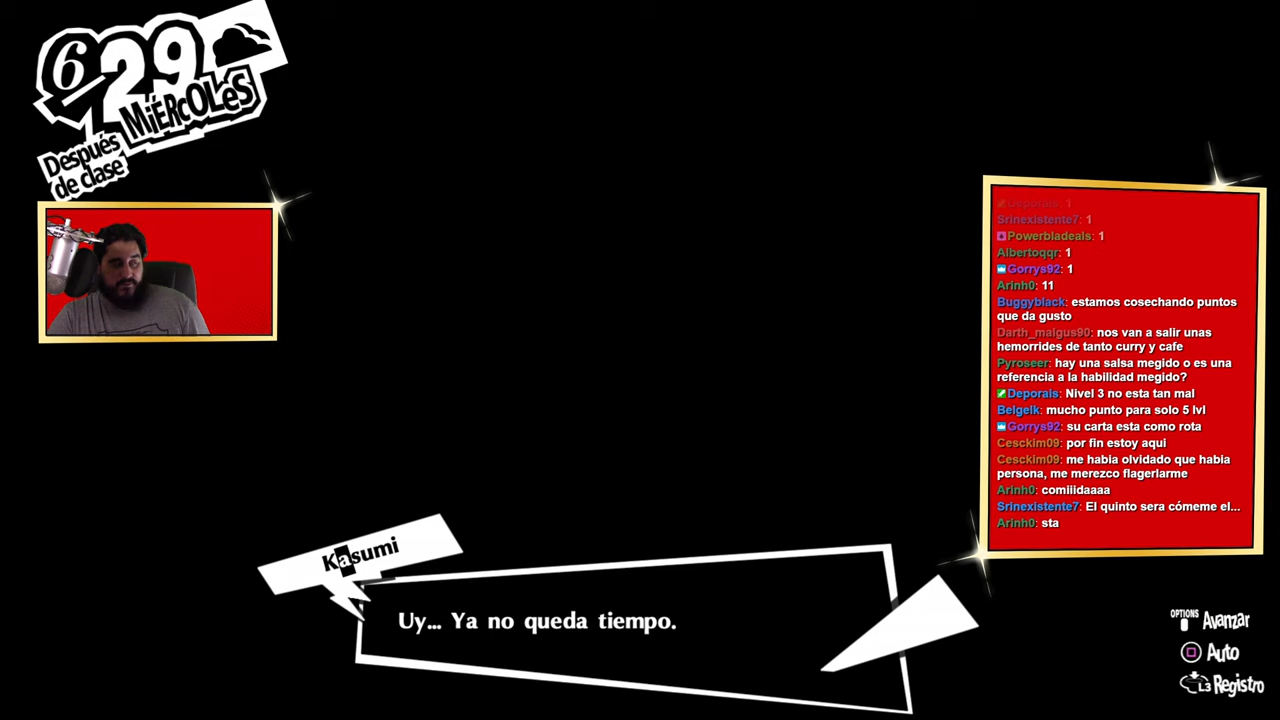 6/29
MiÉRcOLeS
Después
de clase
Deporais: 1
Srinexistente7: 1
Powerbladeals: 1
Albertoqqr: 1
Gorrys92: 1
Arinh0: 11
Buggyblack: estamos cosechando puntos
que da gusto
Darth_malgus90: nos van a salir unas
hemorrides de tanto curry y cafe
Pyroseer: hay una salsa megido o es una
referencia a la habilidad megido?
Deporais: Nivel 3 no esta tan mal
Belgelk: mucho punto para solo 5 lvl
Gorrys92: su carta esta como rota
Cesckim09: por fin estoy aqui
Cesckim09: me habia olvidado que habia
persona, me merezco flagerlarme
Arinh0: comiiidaaaa
Srinexistente7: El quinto sera cómeme el...
Arinh0: sta
Kasumi
Uy... Ya no queda tiempo.
OPTIONS Avanzar
Auto
L3 Registro